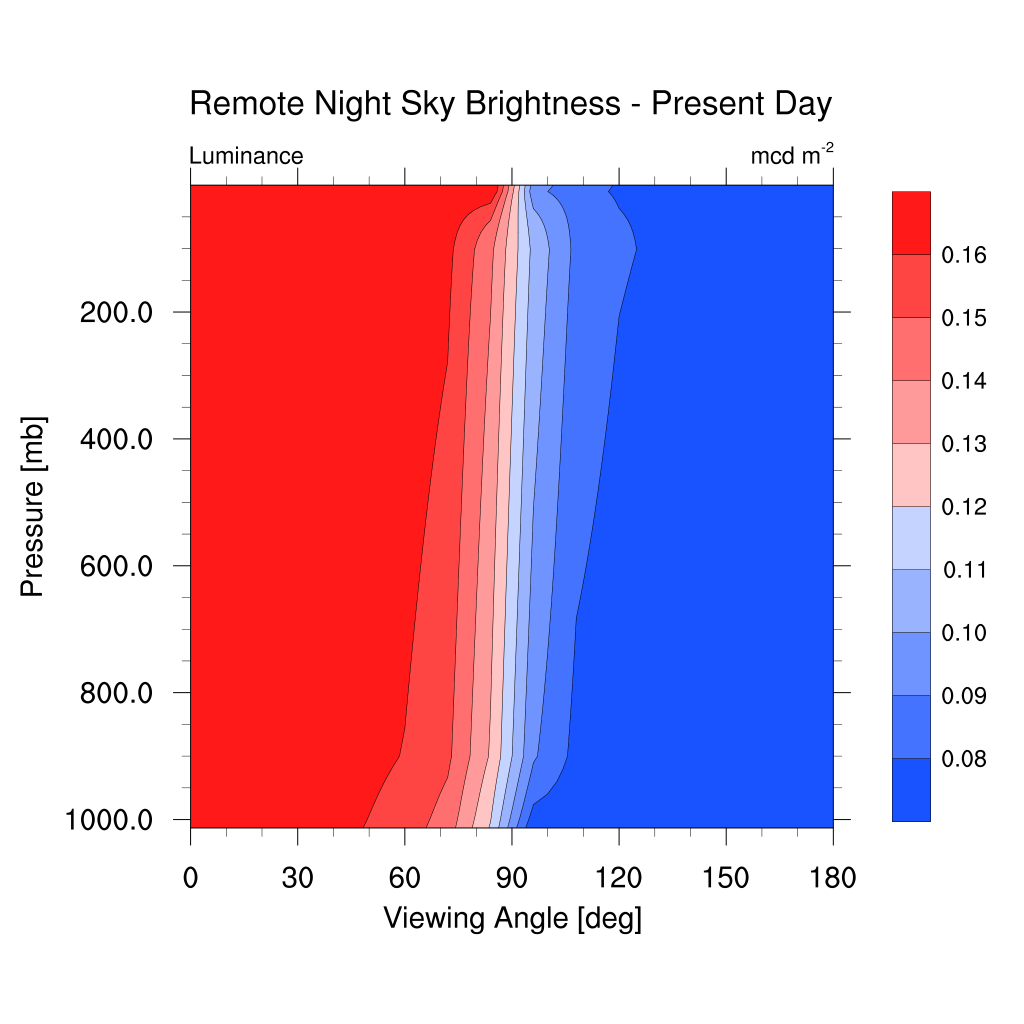 Remote Night Sky Brightness - Present Day
Luminance
mcd m-2
0.16
0.15
0.14
0.13
0.12
0.11
0.10
0.09
0.08
200.0
400.0
600.0
800.0
1000.0
Pressure [mb]
0 30 60 90 120 150 180
Viewing Angle [deg]